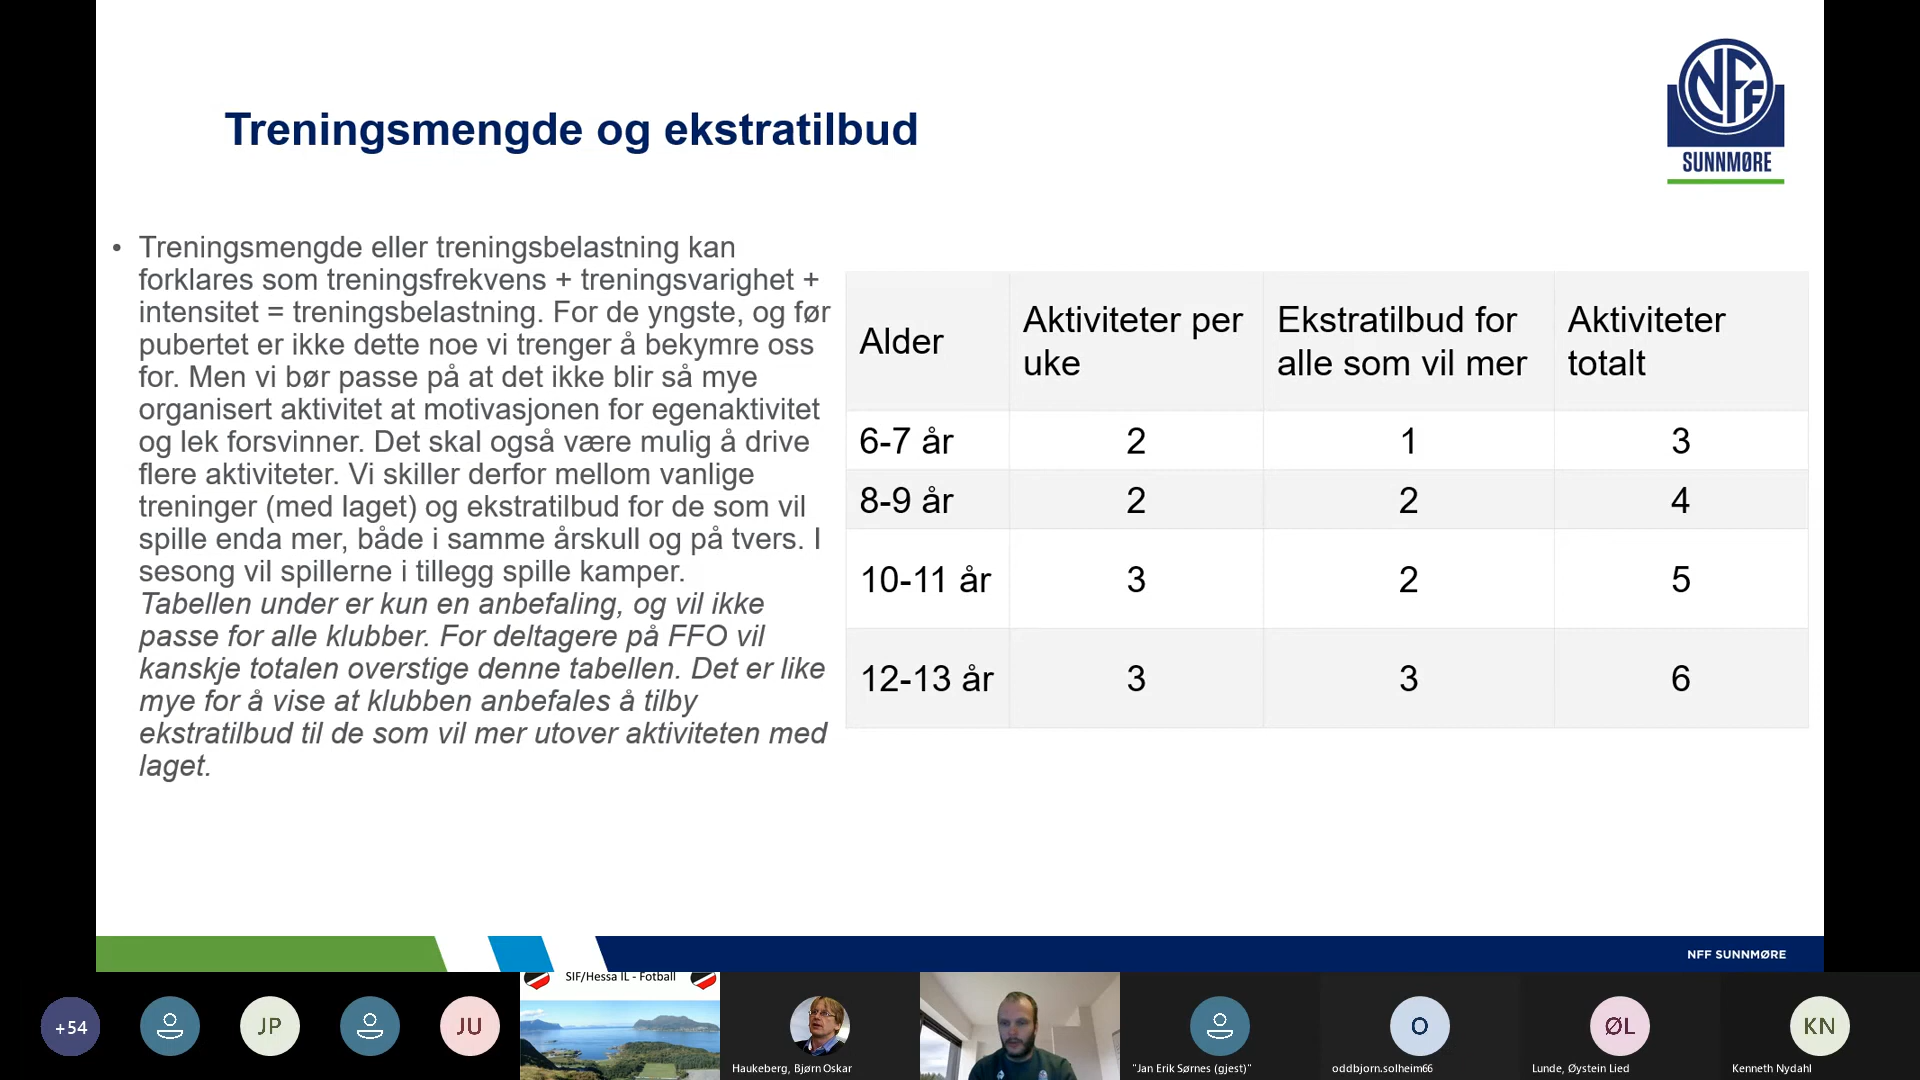 Treningsmengde og ekstratilbud
NFF
SUNNMØRE
• Treningsmengde eller treningsbelastning kan
forklares som treningsfrekvens + treningsvarighet +
intensitet = treningsbelastning. For de yngste, og før
pubertet er ikke dette noe vi trenger å bekymre oss
for. Men vi bør passe på at det ikke blir så mye
organisert aktivitet at motivasjonen for egenaktivitet
og lek forsvinner. Det skal også være mulig å drive
flere aktiviteter. Vi skiller derfor mellom vanlige
treninger (med laget) og ekstratilbud for de som vil
spille enda mer, både i samme årskull og på tvers. I
sesong vil spillerne i tillegg spille kamper.
Tabellen under er kun en anbefaling, og vil ikke
passe for alle klubber. For deltagere på FFO vil
kanskje totalen overstige denne tabellen. Det er like
mye for å vise at klubben anbefales å tilby
ekstratilbud til de som vil mer utover aktiviteten med
laget.
Alder Aktiviteter per uke Ekstratilbud for alle som vil mer Aktiviteter totalt
6-7 år 2 1 3
8-9 år 2 2 4
10-11 år 3 2 5
12-13 år 3 3 6
NFF SUNNMØRE
SIF/Hessa IL - Fotball
+54 JP JU O ØL KN
Haukeberg, Bjørn Oskar
"Jan Erik Sørnes (gjest)"
oddbjorn.solheim66
Lunde, Øystein Lied
Kenneth Nydahl